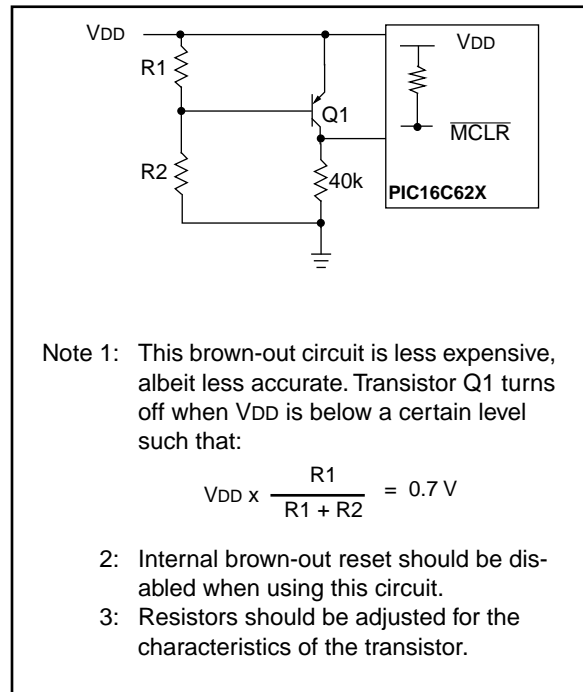 VDD
VDD
R1
Q1
MCLR
R2
40k
PIC16C62X
Note 1: This brown-out circuit is less expensive,
albeit less accurate. Transistor Q1 turns
off when VDD is below a certain level
such that:
VDD x R1 / R1 + R2 = 0.7 V
2: Internal brown-out reset should be dis-
abled when using this circuit.
3: Resistors should be adjusted for the
characteristics of the transistor.